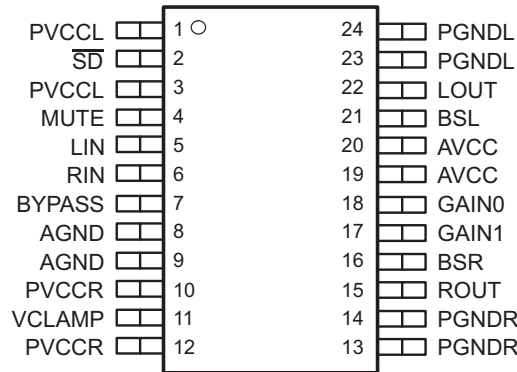 PVCCL 1 24 PGNDL
SD 2 23 PGNDL
PVCCL 3 22 LOUT
MUTE 4 21 BSL
LIN 5 20 AVCC
RIN 6 19 AVCC
BYPASS 7 18 GAIN0
AGND 8 17 GAIN1
AGND 9 16 BSR
PVCCR 10 15 ROUT
VCLAMP 11 14 PGNDR
PVCCR 12 13 PGNDR